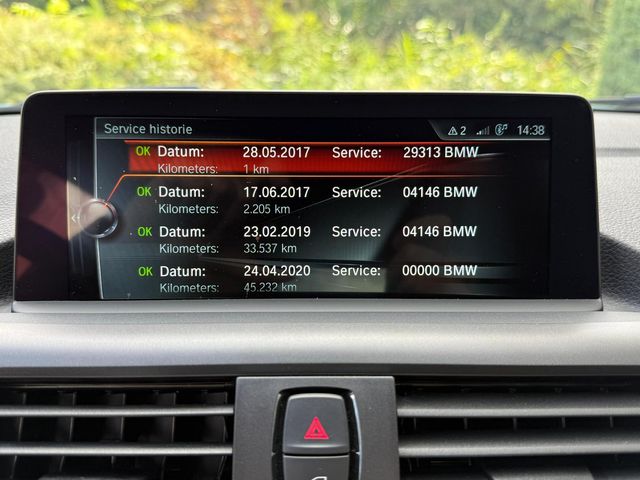 Service historie 2 14:38
OK Datum: 28.05.2017 Service: 29313 BMW
Kilometers: 1 km
OK Datum: 17.06.2017 Service: 04146 BMW
Kilometers: 2.205 km
OK Datum: 23.02.2019 Service: 04146 BMW
Kilometers: 33.537 km
OK Datum: 24.04.2020 Service: 00000 BMW
Kilometers: 45.232 km